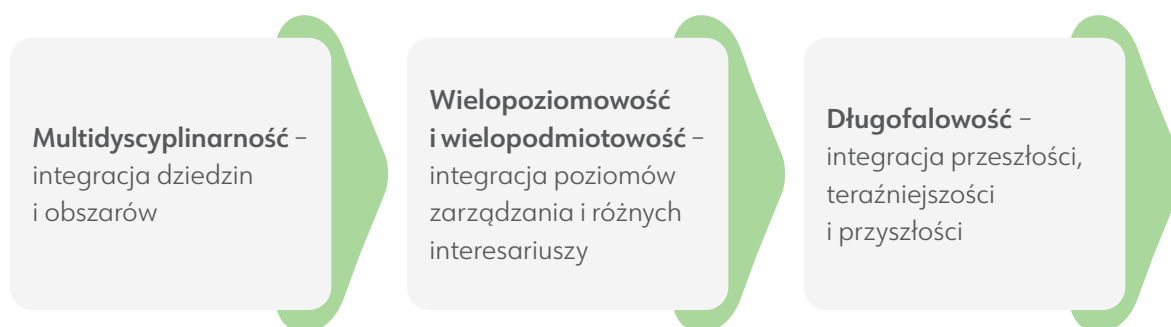 Multidyscyplinarność –
integracja dziedzin
i obszarów
Wielopoziomowość
i wielopodmiotowość –
integracja poziomów
zarządzania i różnych
interesariuszy
Długofalowość –
integracja przeszłości,
teraźniejszości
i przyszłości